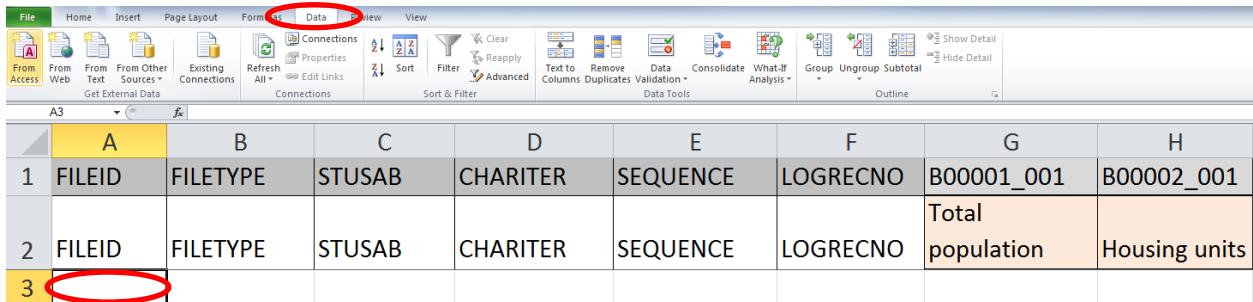 File Home Insert Page Layout Formulas Data Review View
Connections Clear Show Detail
Properties Reapply Hide Detail
Edit Links Advanced
From Access From Web From Text From Other Sources Existing Connections Refresh All Sort Filter Text to Columns Remove Duplicates Data Validation Consolidate What-If Analysis Group Ungroup Subtotal
Get External Data Connections Sort & Filter Data Tools Outline
A3 fx
A B C D E F G H
1 FILEID FILETYPE STUSAB CHARITER SEQUENCE LOGRECNO B00001_001 B00002_001
2 FILEID FILETYPE STUSAB CHARITER SEQUENCE LOGRECNO Total population Housing units
3